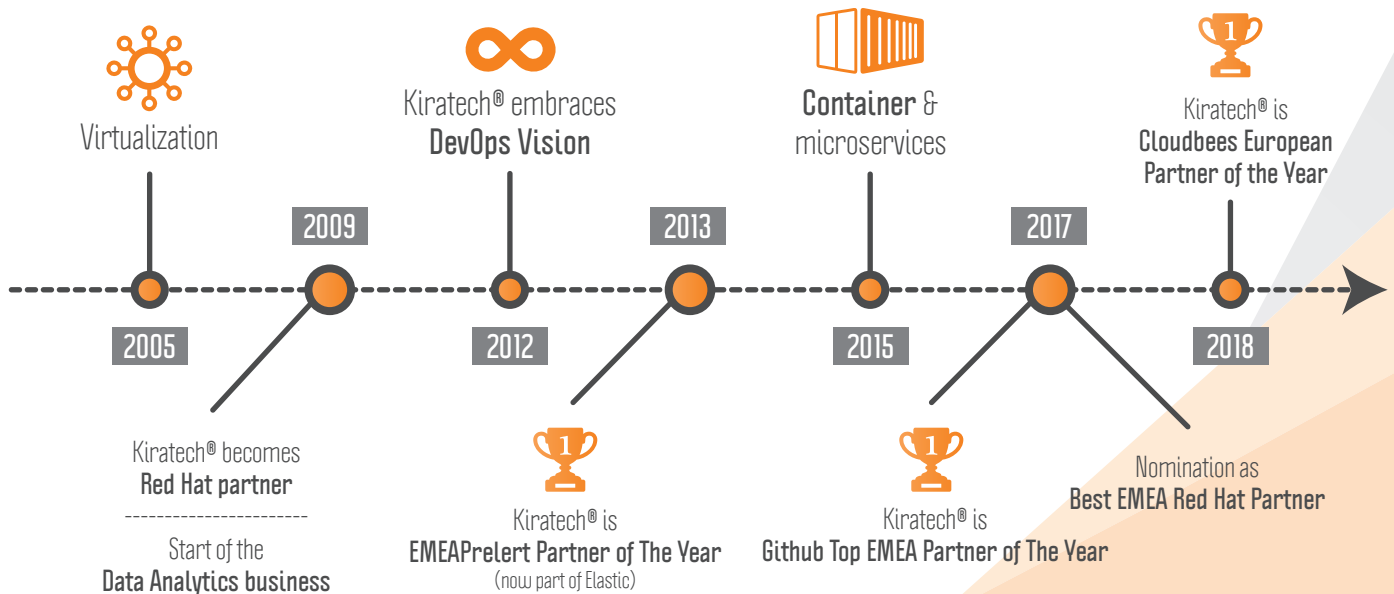 Virtualization
2005
2009
Kiratech® becomes
Red Hat partner
-----------------------
Start of the
Data Analytics business
Kiratech® embraces
DevOps Vision
2012
2013
1
Kiratech® is
EMEAPrelert Partner of The Year
(now part of Elastic)
Container &
microservices
2015
2017
1
Kiratech® is
Github Top EMEA Partner of The Year
Nomination as
Best EMEA Red Hat Partner
1
Kiratech® is
Cloudbees European
Partner of the Year
2018